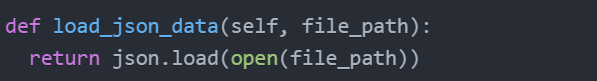 def load_json_data(self, file_path):
  return json.load(open(file_path))